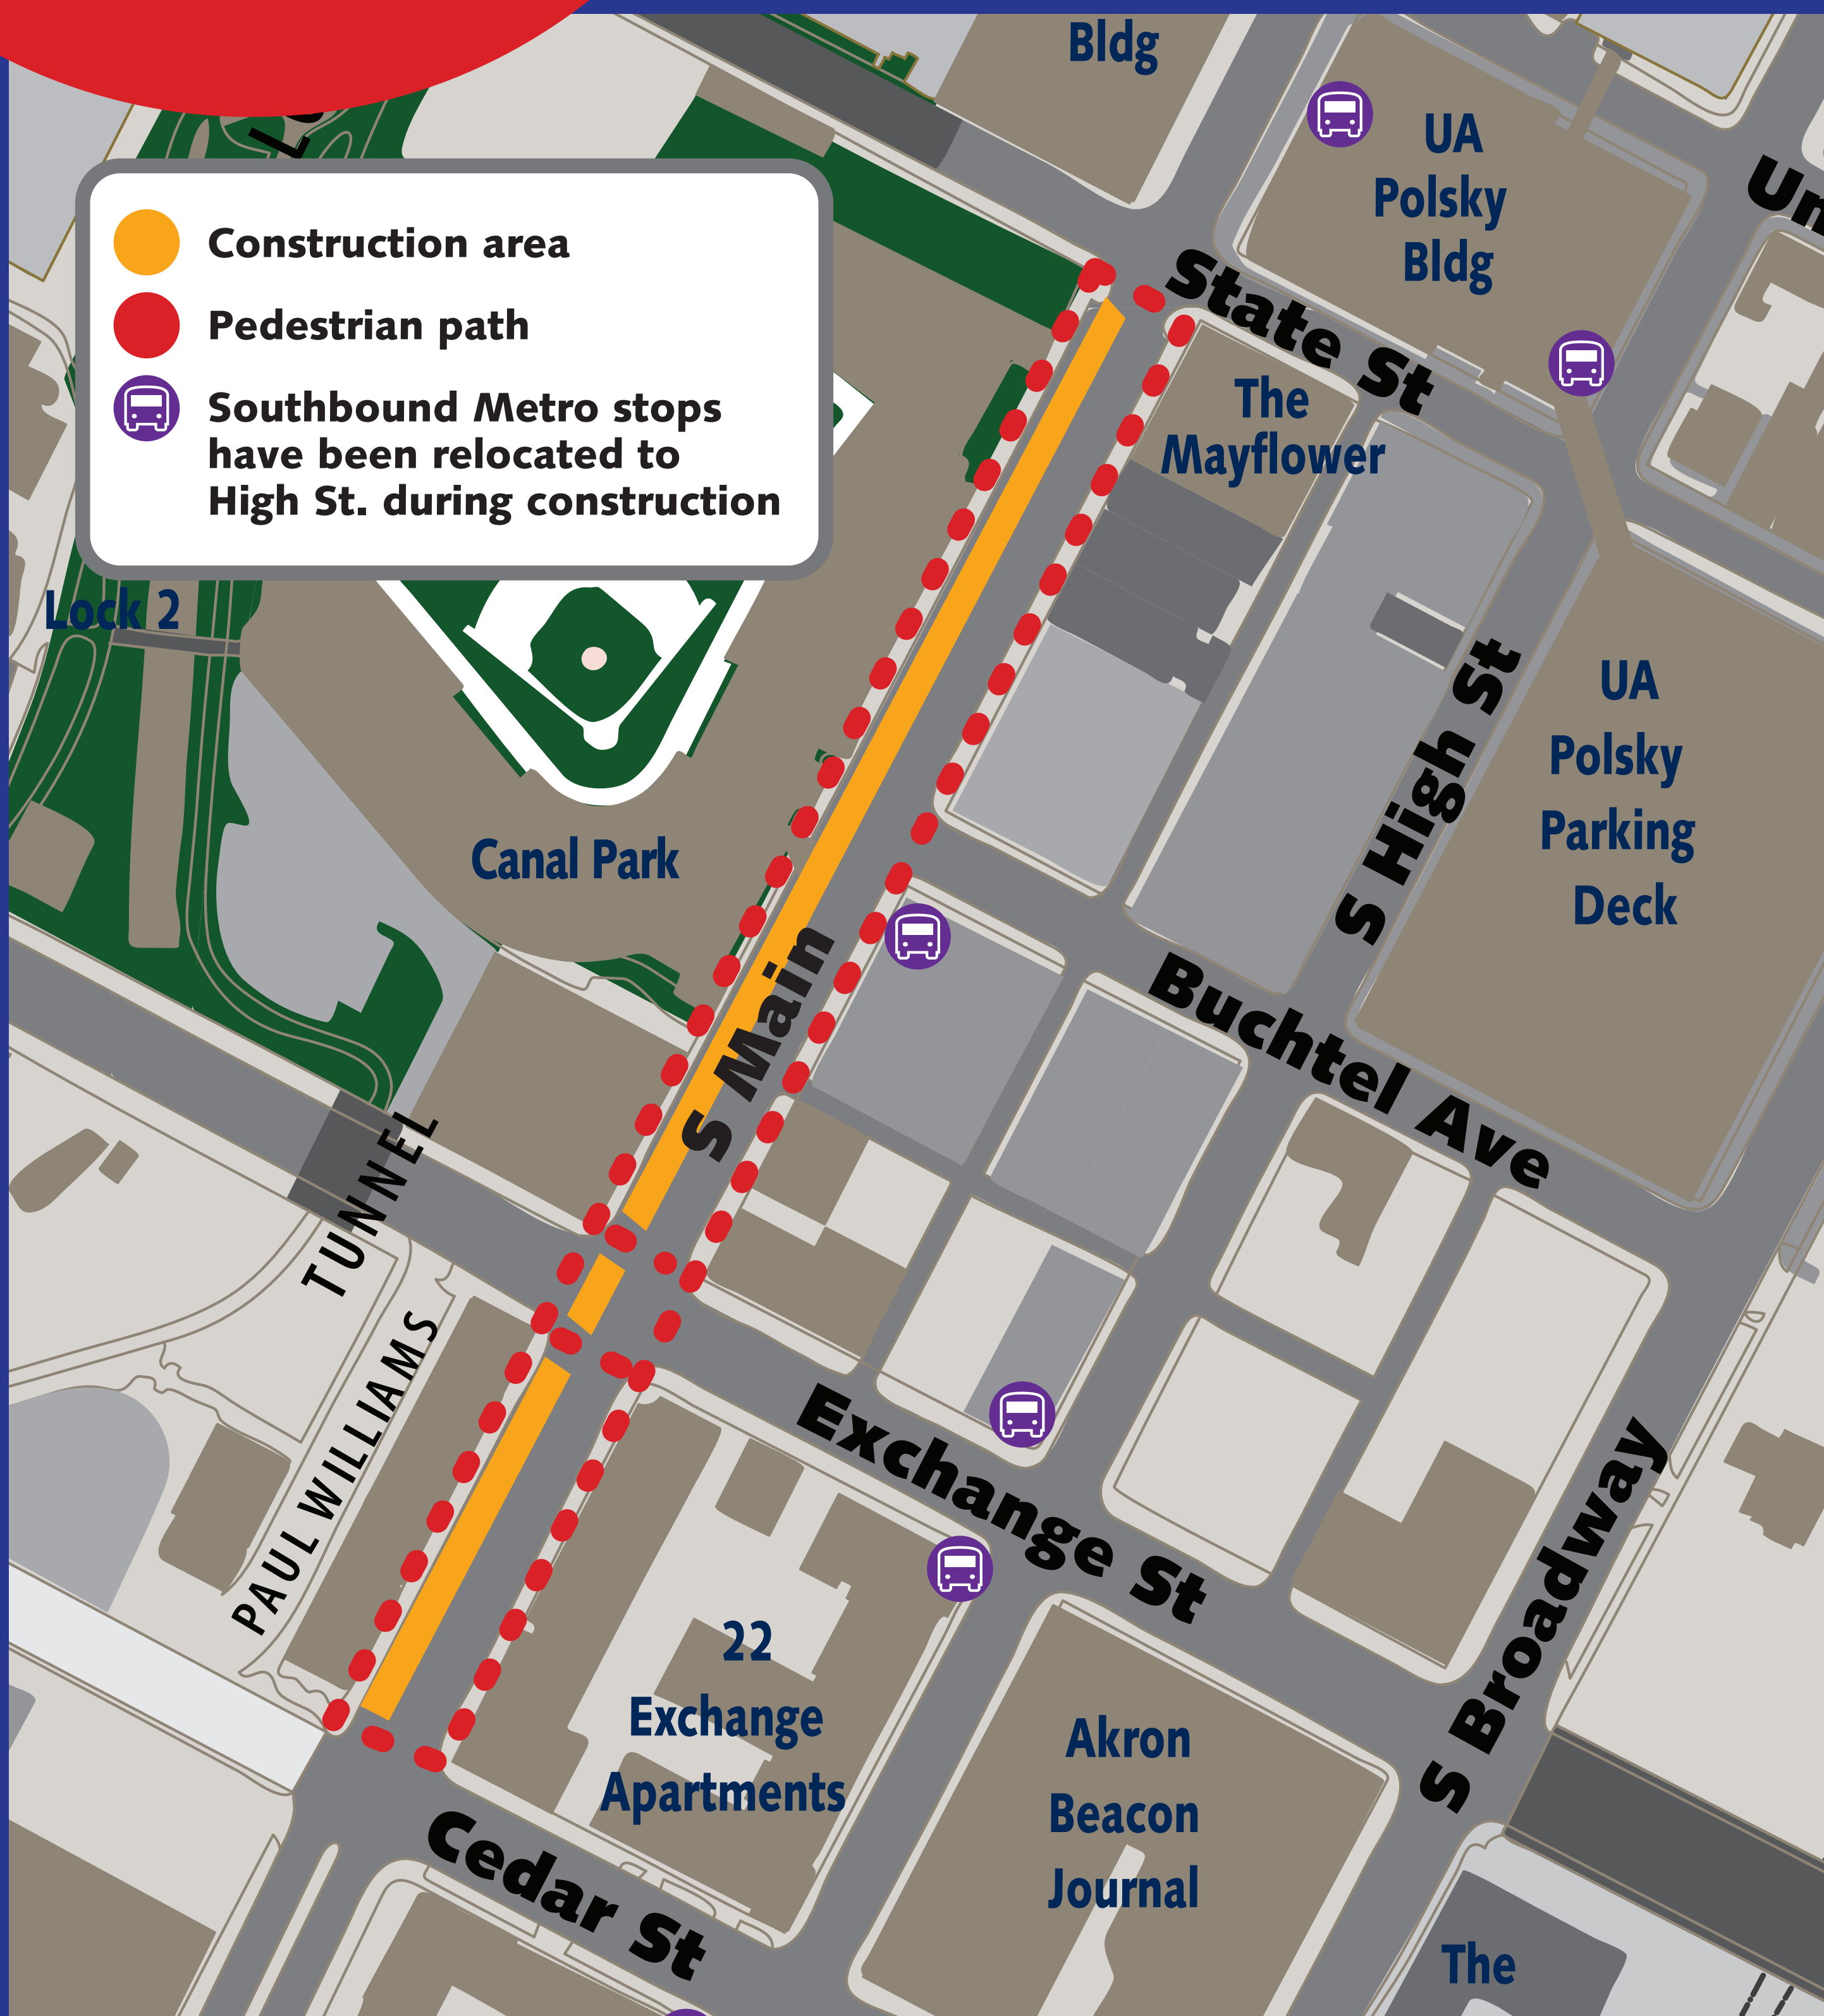 Bldg
UA
Polsky
Bldg
Construction area
Pedestrian path
Southbound Metro stops
have been relocated to
High St. during construction
State St
The
Mayflower
Lock 2
S High St
UA
Polsky
Parking
Deck
Canal Park
S Main
Buchtel Ave
TUNNEL
PAUL WILLIAMS
Exchange St
S Broadway
22
Exchange
Apartments
Akron
Beacon
Journal
Cedar St
The